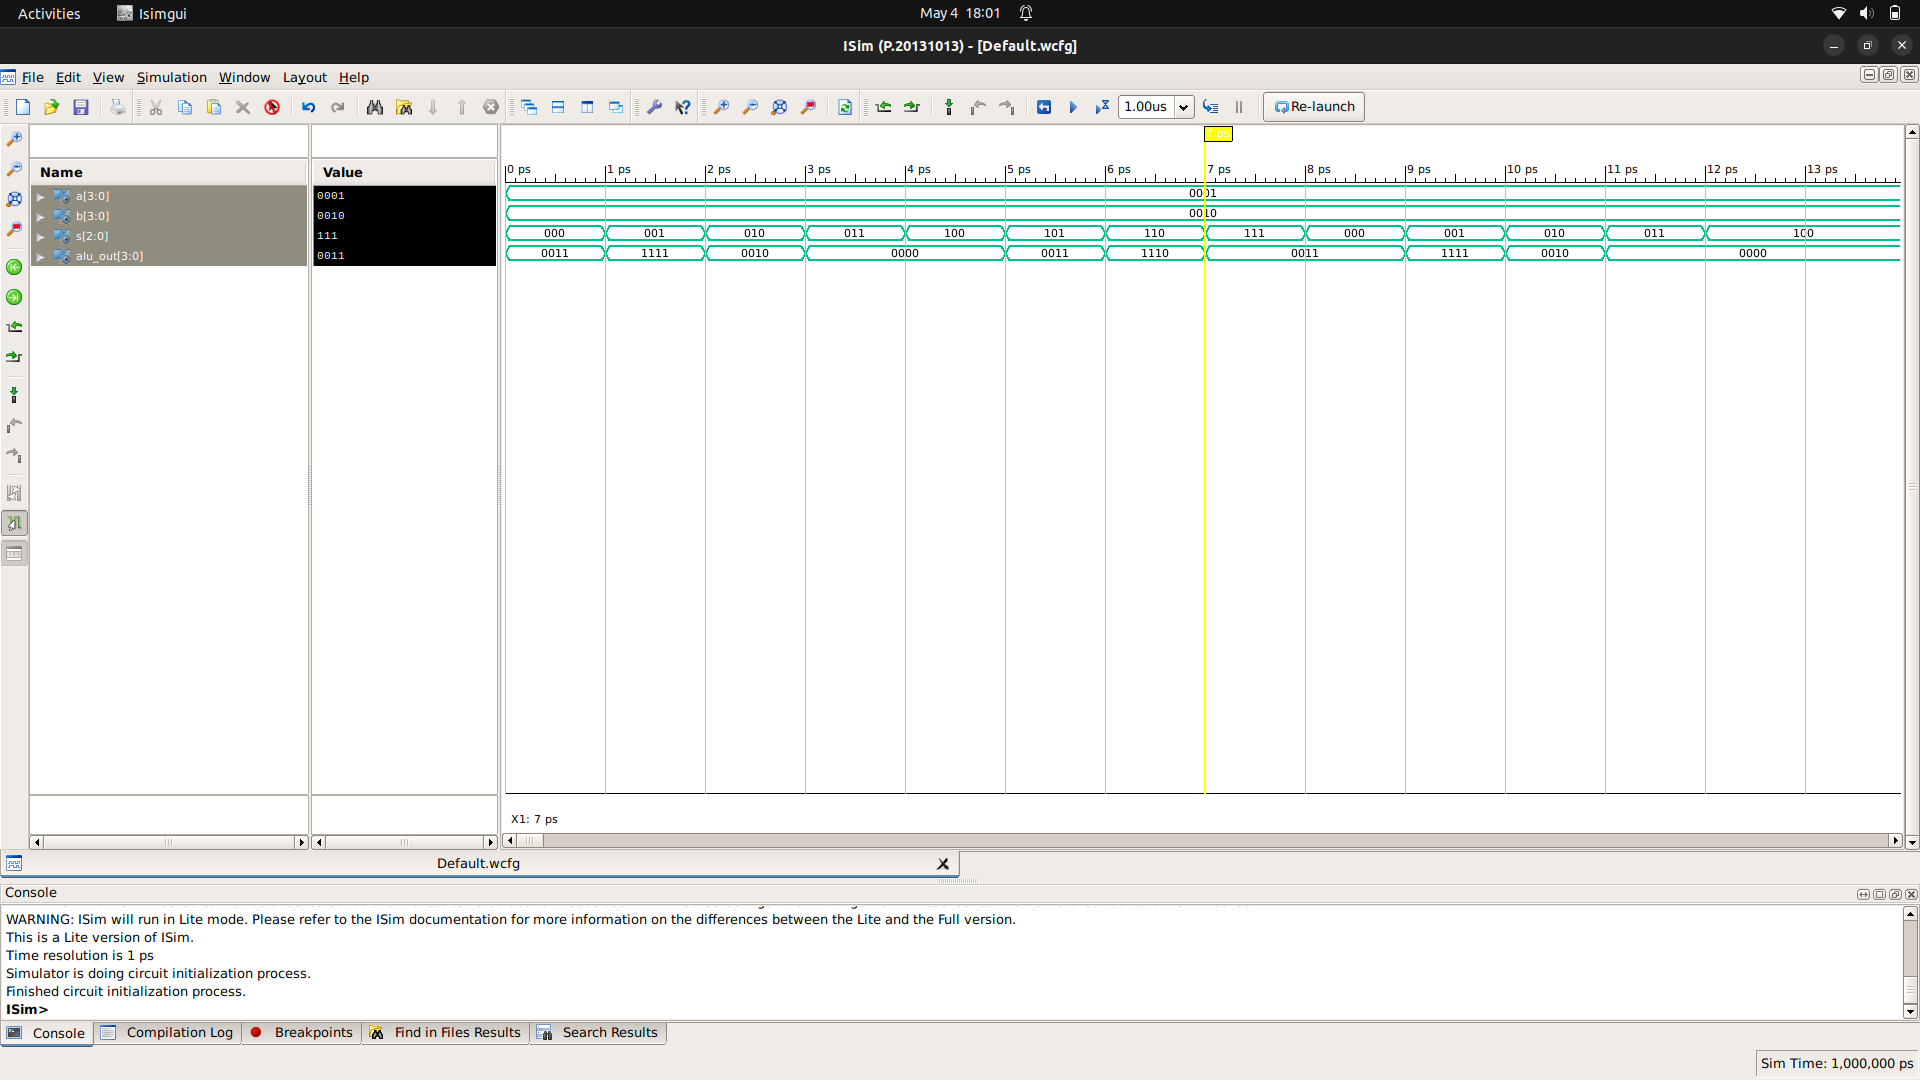 Activities Isimgui May 4 18:01
ISim (P.20131013) - [Default.wcfg]
File Edit View Simulation Window Layout Help
1.00us Re-launch
7 ps
Name Value 0 ps 1 ps 2 ps 3 ps 4 ps 5 ps 6 ps 7 ps 8 ps 9 ps 10 ps 11 ps 12 ps 13 ps
a[3:0] 0001 0001
b[3:0] 0010 0010
s[2:0] 111 000 001 010 011 100 101 110 111 000 001 010 011 100
alu_out[3:0] 0011 0011 1111 0010 0000 0011 1110 0011 1111 0010 0000
X1: 7 ps
Default.wcfg
Console
WARNING: ISim will run in Lite mode. Please refer to the ISim documentation for more information on the differences between the Lite and the Full version.
This is a Lite version of ISim.
Time resolution is 1 ps
Simulator is doing circuit initialization process.
Finished circuit initialization process.
ISim>
Console Compilation Log Breakpoints Find in Files Results Search Results
Sim Time: 1,000,000 ps